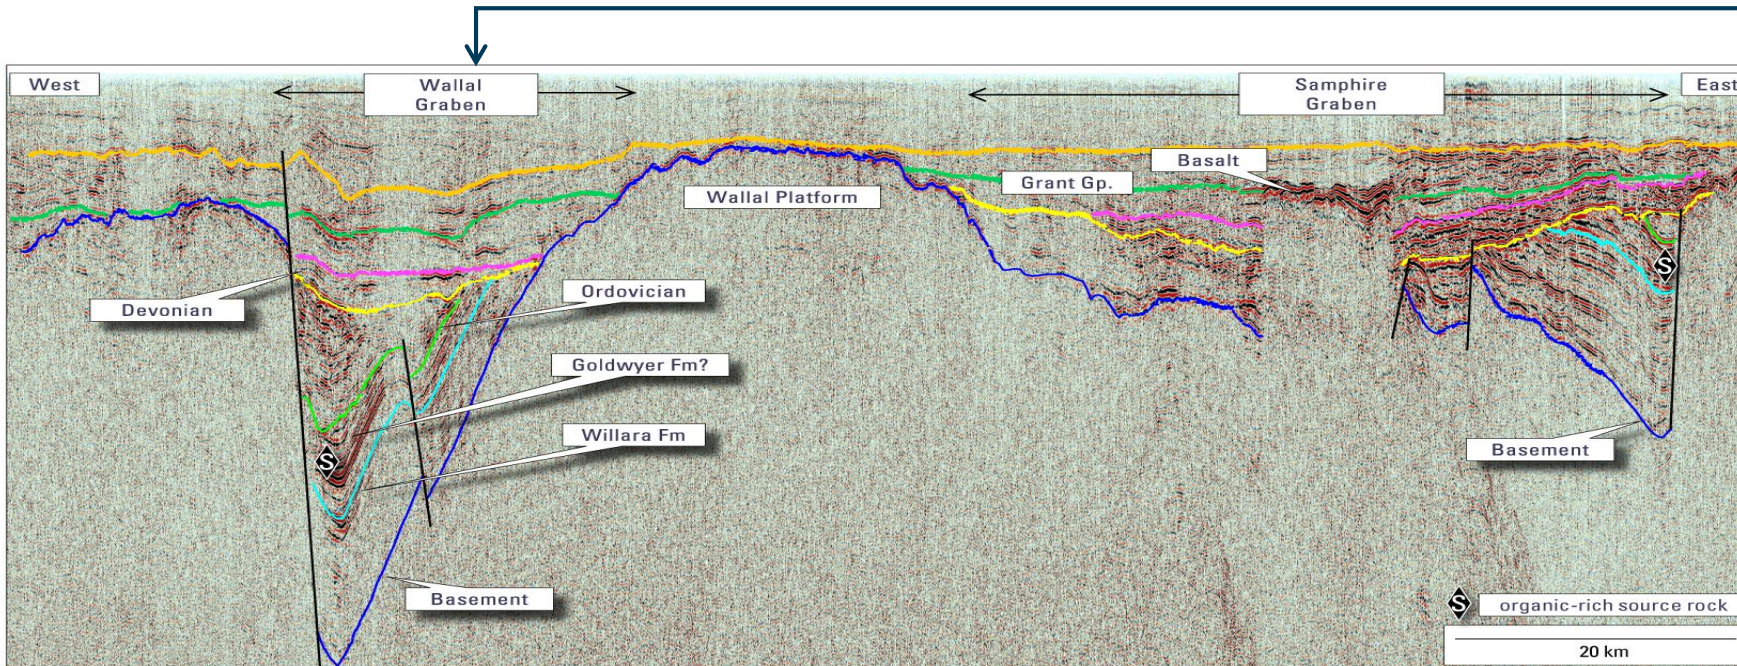 West
Wallal
Graben
Samphire
Graben
East
Basalt
Grant Gp.
Wallal Platform
Devonian
Ordovician
Goldwyer Fm?
Willara Fm
Basement
Basement
S
S
S organic-rich source rock
20 km